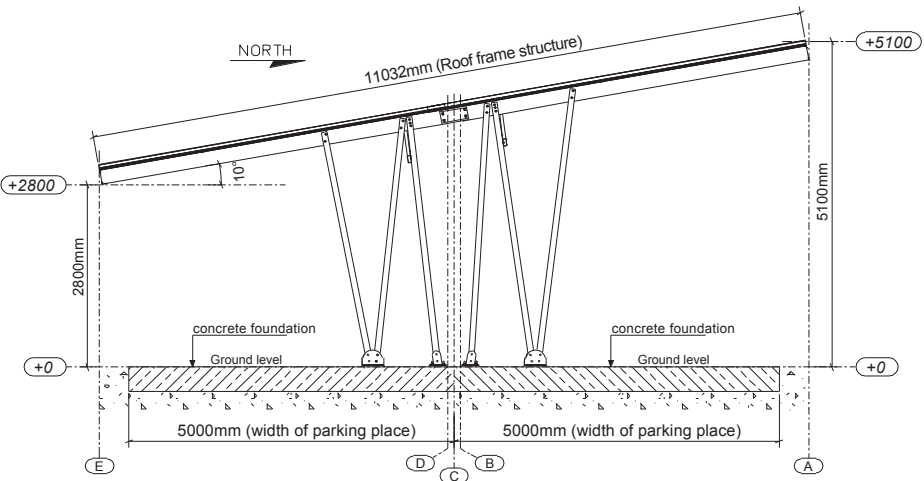 NORTH
11032mm (Roof frame structure)
+5100
+2800
10°
2800mm
5100mm
concrete foundation
concrete foundation
Ground level
Ground level
+0
+0
5000mm (width of parking place)
5000mm (width of parking place)
E
D
C
B
A